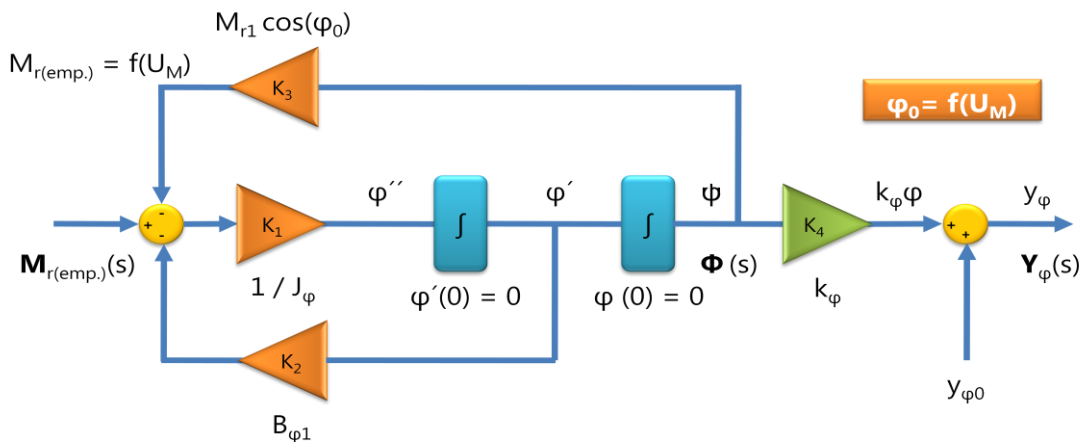 M_r1 cos(φ_0)
M_r(emp.) = f(U_M)
K_3
φ_0 = f(U_M)
φ´´
φ´
ψ
k_φφ
y_φ
+ - -
K_1
∫
∫
K_4
+ +
M_r(emp.)(s)
1 / J_φ
φ´(0) = 0
φ (0) = 0
Φ (s)
k_φ
Y_φ(s)
K_2
B_φ1
y_φ0